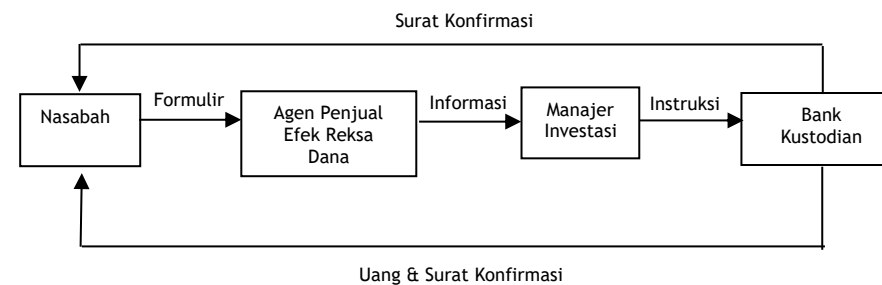 Surat Konfirmasi
Nasabah
Formulir
Agen Penjual
Efek Reksa
Dana
Informasi
Manajer
Investasi
Instruksi
Bank
Kustodian
Uang & Surat Konfirmasi